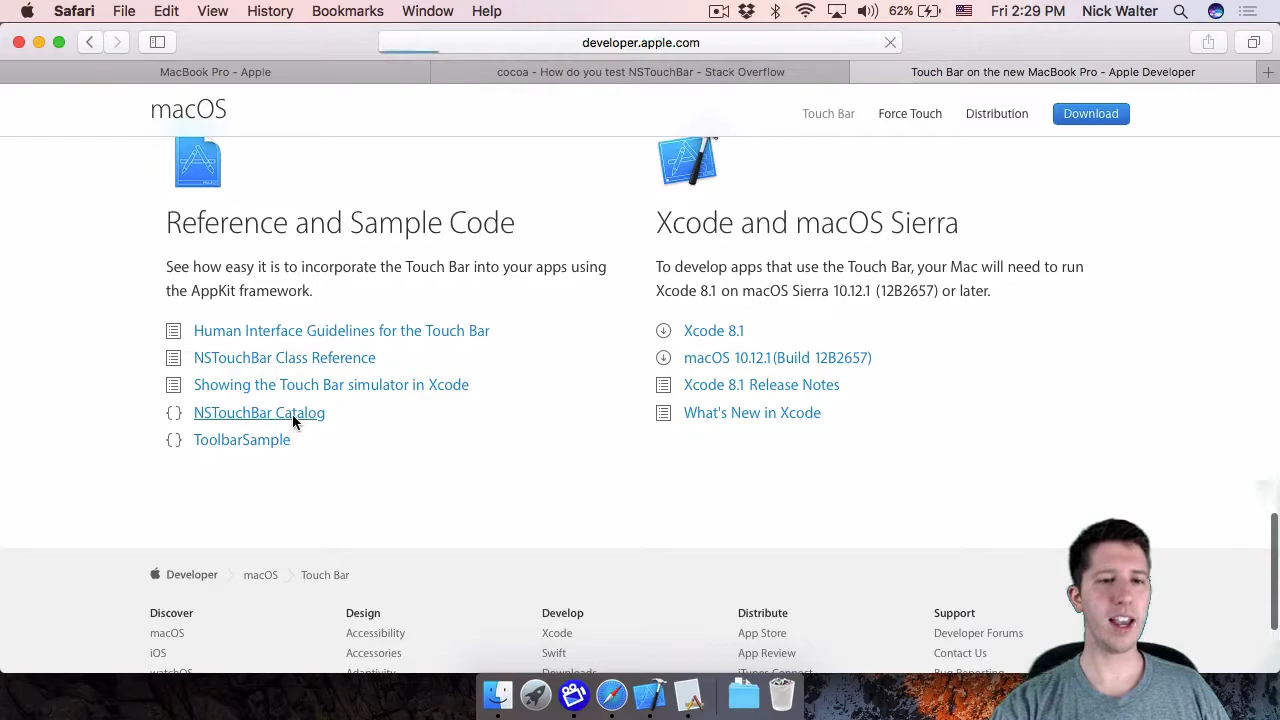 Safari File Edit View History Bookmarks Window Help 62% Fri 2:29 PM Nick Walter
developer.apple.com
MacBook Pro - Apple
cocoa - How do you test NSTouchBar - Stack Overflow
Touch Bar on the new MacBook Pro - Apple Developer
macOS
Touch Bar Force Touch Distribution Download
Reference and Sample Code
See how easy it is to incorporate the Touch Bar into your apps using
the AppKit framework.
Human Interface Guidelines for the Touch Bar
NSTouchBar Class Reference
Showing the Touch Bar simulator in Xcode
{} NSTouchBar Catalog
{} ToolbarSample
Xcode and macOS Sierra
To develop apps that use the Touch Bar, your Mac will need to run
Xcode 8.1 on macOS Sierra 10.12.1 (12B2657) or later.
Xcode 8.1
macOS 10.12.1(Build 12B2657)
Xcode 8.1 Release Notes
What's New in Xcode
Developer macOS Touch Bar
Discover
macOS
iOS
watchOS
Design
Accessibility
Accessories
Adaptivity
Develop
Xcode
Swift
Downloads
Distribute
App Store
App Review
iTunes Connect
Support
Developer Forums
Contact Us
Bug Reporting